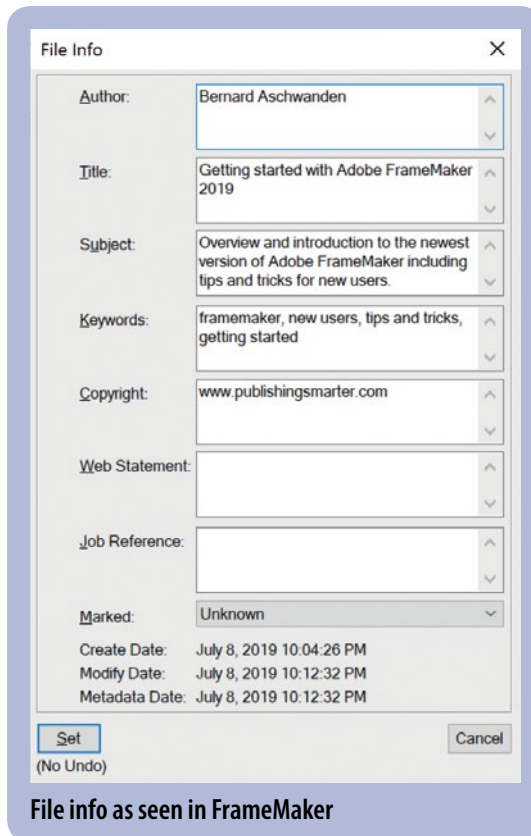 File Info
Author: Bernard Aschwanden
Title: Getting started with Adobe FrameMaker
2019
Subject: Overview and introduction to the newest
version of Adobe FrameMaker including
tips and tricks for new users.
Keywords: framemaker, new users, tips and tricks,
getting started
Copyright: www.publishingsmarter.com
Web Statement:
Job Reference:
Marked: Unknown
Create Date: July 8, 2019 10:04:26 PM
Modify Date: July 8, 2019 10:12:32 PM
Metadata Date: July 8, 2019 10:12:32 PM
Set Cancel
(No Undo)
File info as seen in FrameMaker